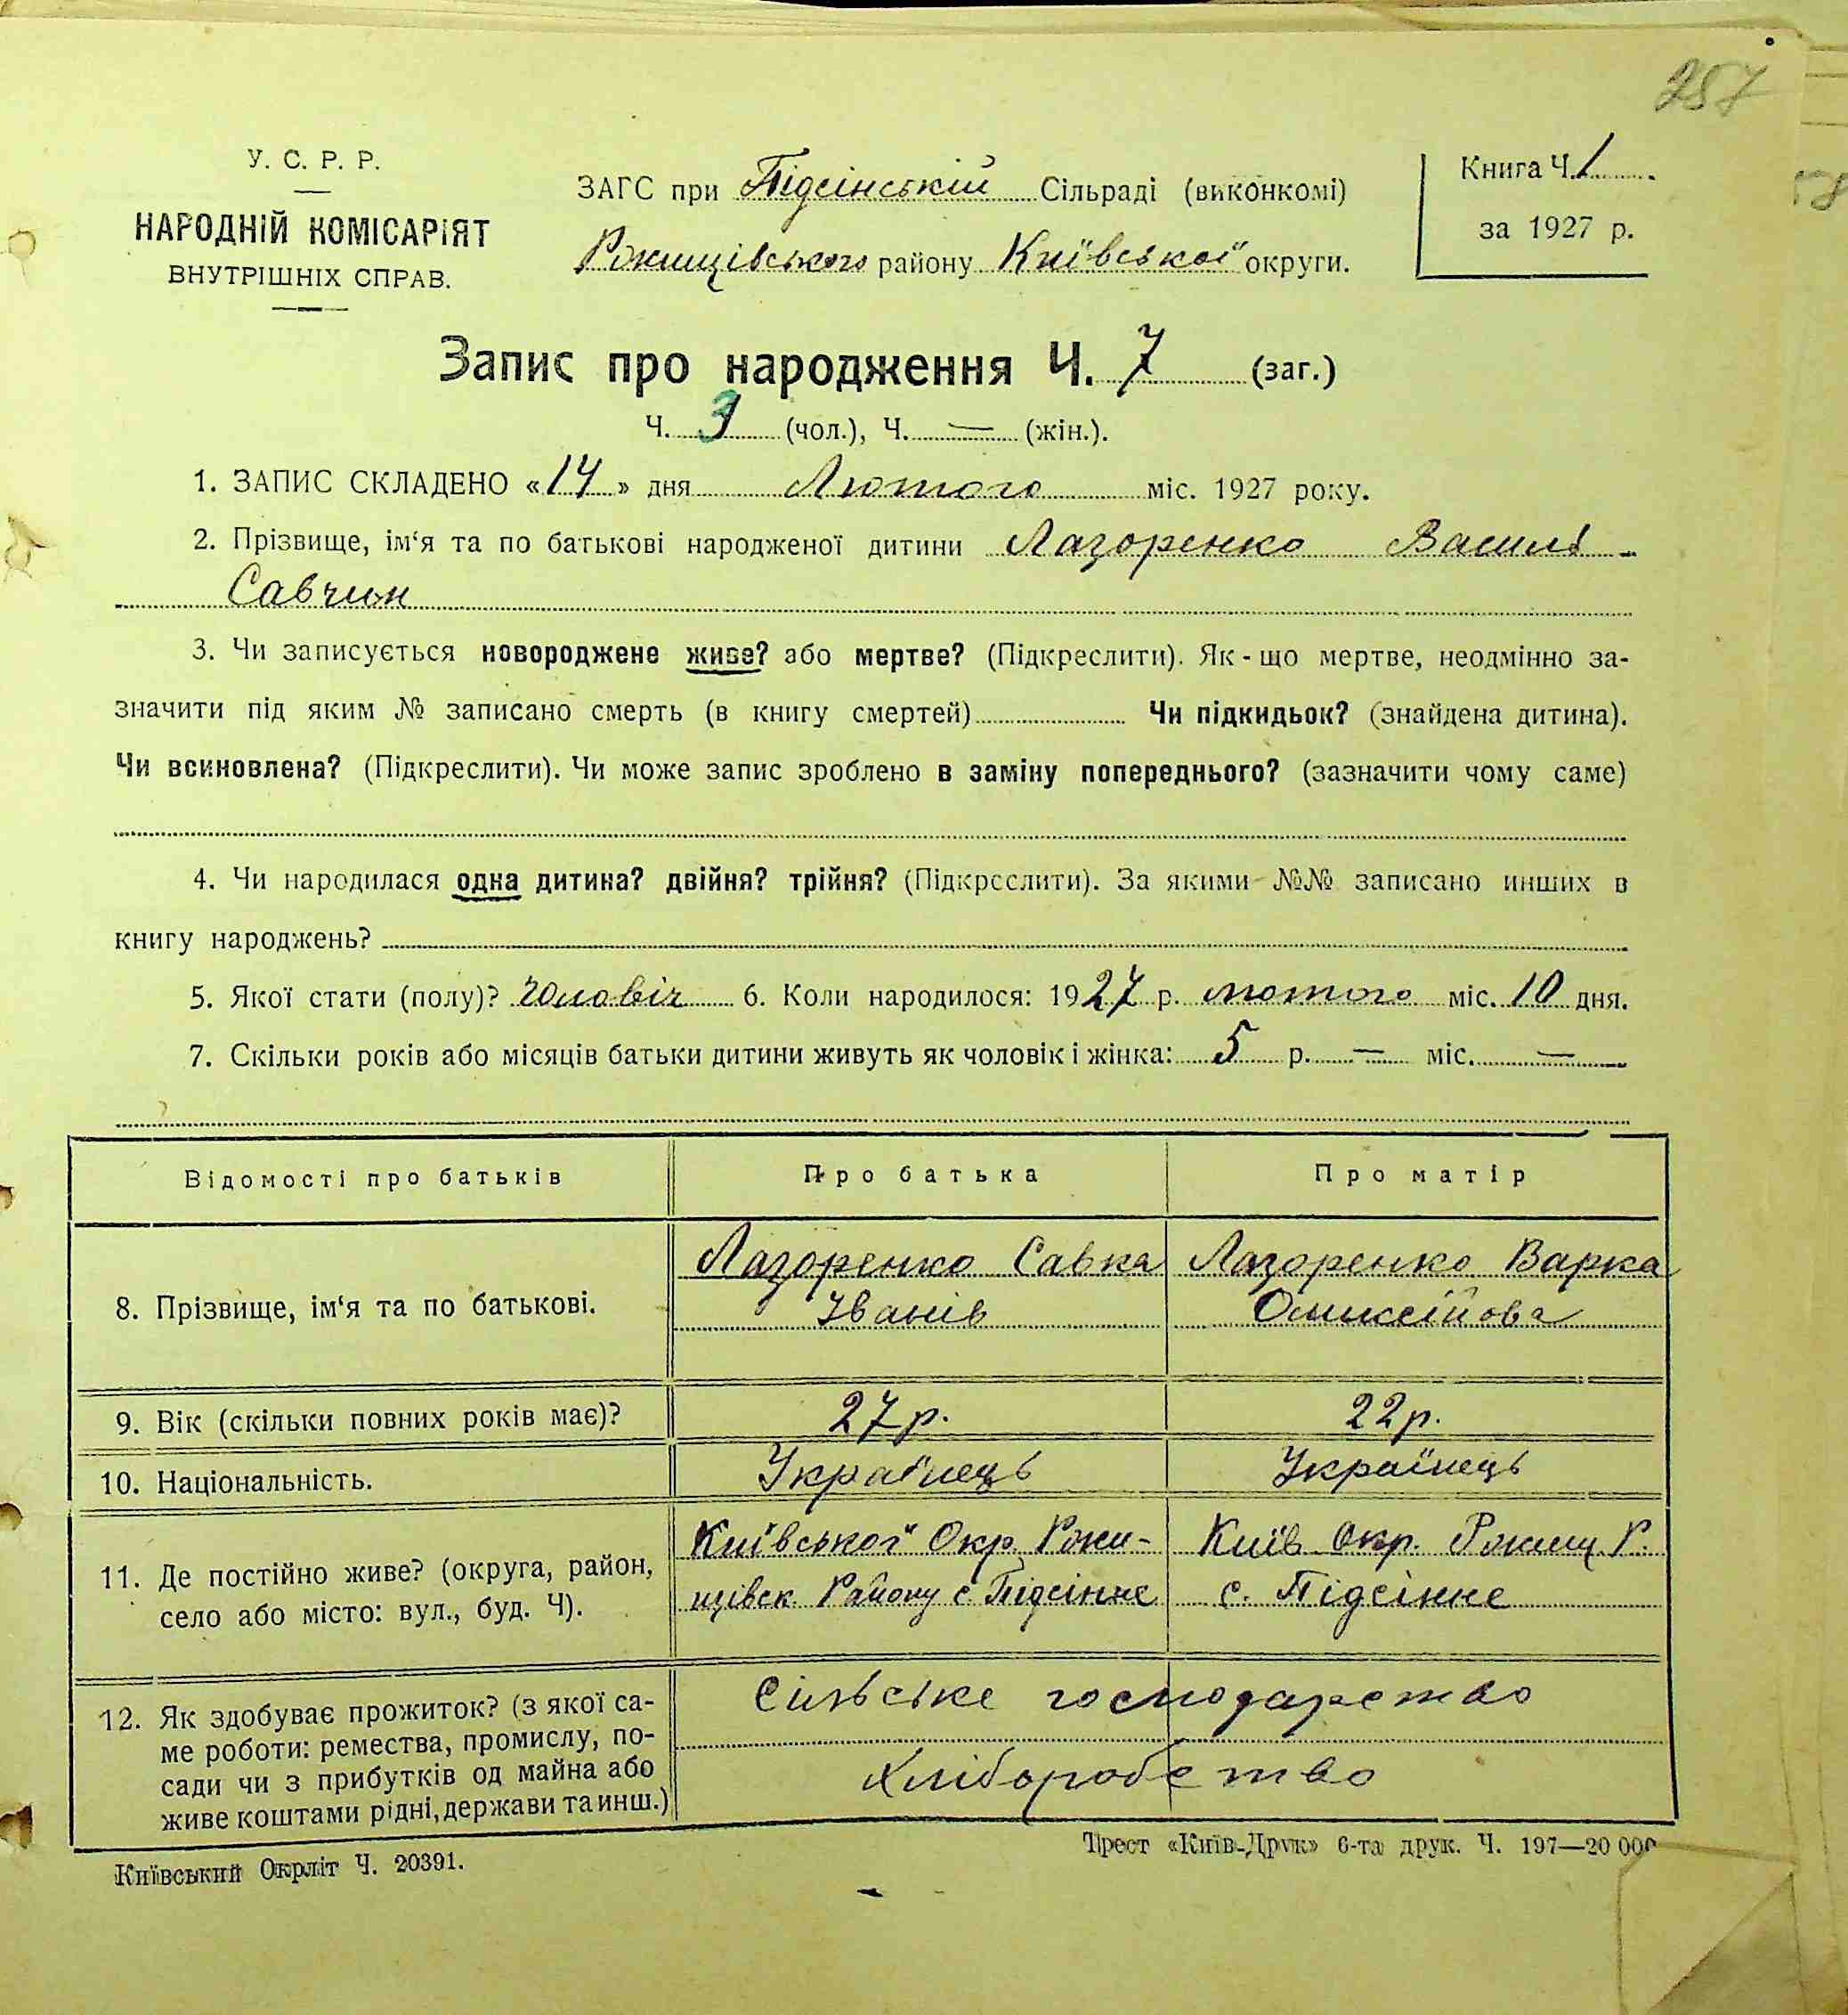 257
У. С. Р. Р.
НАРОДНІЙ КОМІСАРІЯТ
ВНУТРІШНІХ СПРАВ.
ЗАГС при Підсінській Сільраді (виконкомі)
Ржищівського району Київської округи.
Книга Ч. 1
за 1927 р.
Запис про народження Ч. 7 (заг.)
Ч. 3 (чол.), Ч. — (жін.).
1. ЗАПИС СКЛАДЕНО «14» дня Лютого міс. 1927 року.
2. Прізвище, ім‘я та по батькові народженої дитини Лазоренко Василь
Савчин
3. Чи записується новороджене живе? або мертве? (Підкреслити). Як-що мертве, неодмінно за-
значити під яким № записано смерть (в книгу смертей) Чи підкидьок? (знайдена дитина).
Чи всиновлена? (Підкреслити). Чи може запис зроблено в заміну попереднього? (зазначити чому саме)
4. Чи народилася одна дитина? двійня? трійня? (Підкреслити). За якими №№ записано инших в
книгу народжень?
5. Якої стати (полу)? Чоловіч 6. Коли народилося: 1927 р. лютого міс. 10 дня.
7. Скільки років або місяців батьки дитини живуть як чоловік і жінка: 5 р. — міс. —
Відомості про батьків Про батька Про матір
8. Прізвище, ім‘я та по батькові.
Лазоренко Савка
Іванів
Лазоренко Варка
Олексійова
9. Вік (скільки повних років має)? 27 р. 22 р.
10. Національність. Українець Українець
11. Де постійно живе? (округа, район,
село або місто: вул., буд. Ч).
Київської Окр. Ржи-
щівск. Району с. Підсінне
Київ. Окр. Ржищ. Р.
с. Підсінне
12. Як здобуває прожиток? (з якої са-
ме роботи: ремества, промислу, по-
сади чи з прибутків од майна або
живе коштами рідні, держави та инш.)
Сільське господарство
Хліборобство
Київський Окрліт Ч. 20391.
Трест «Київ-Друк» 6-та друк. Ч. 197—20 000